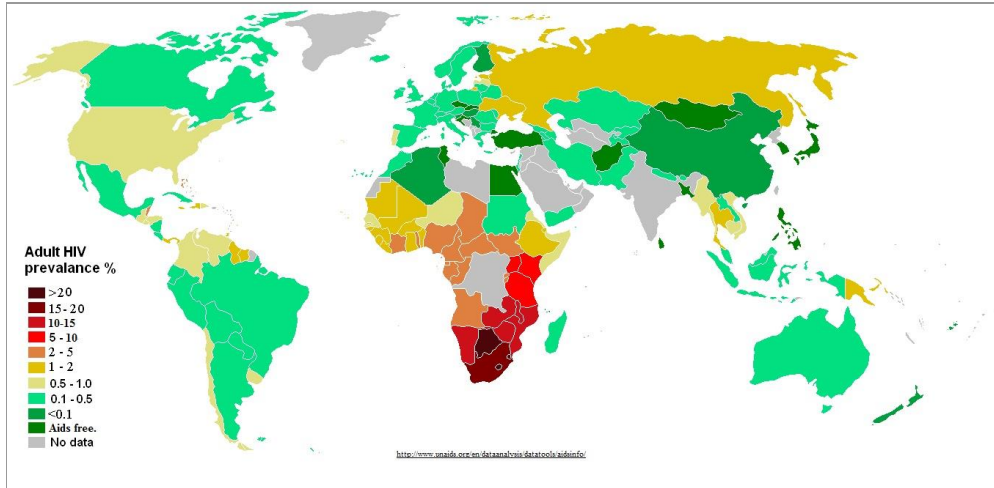 Adult HIV
prevalance %
>20
15- 20
10-15
5 - 10
2 - 5
1 - 2
0.5 - 1.0
0.1 - 0.5
<0.1
Aids free.
No data
http://www.unaids.org/en/dataanalysis/datatools/aidsinfo/